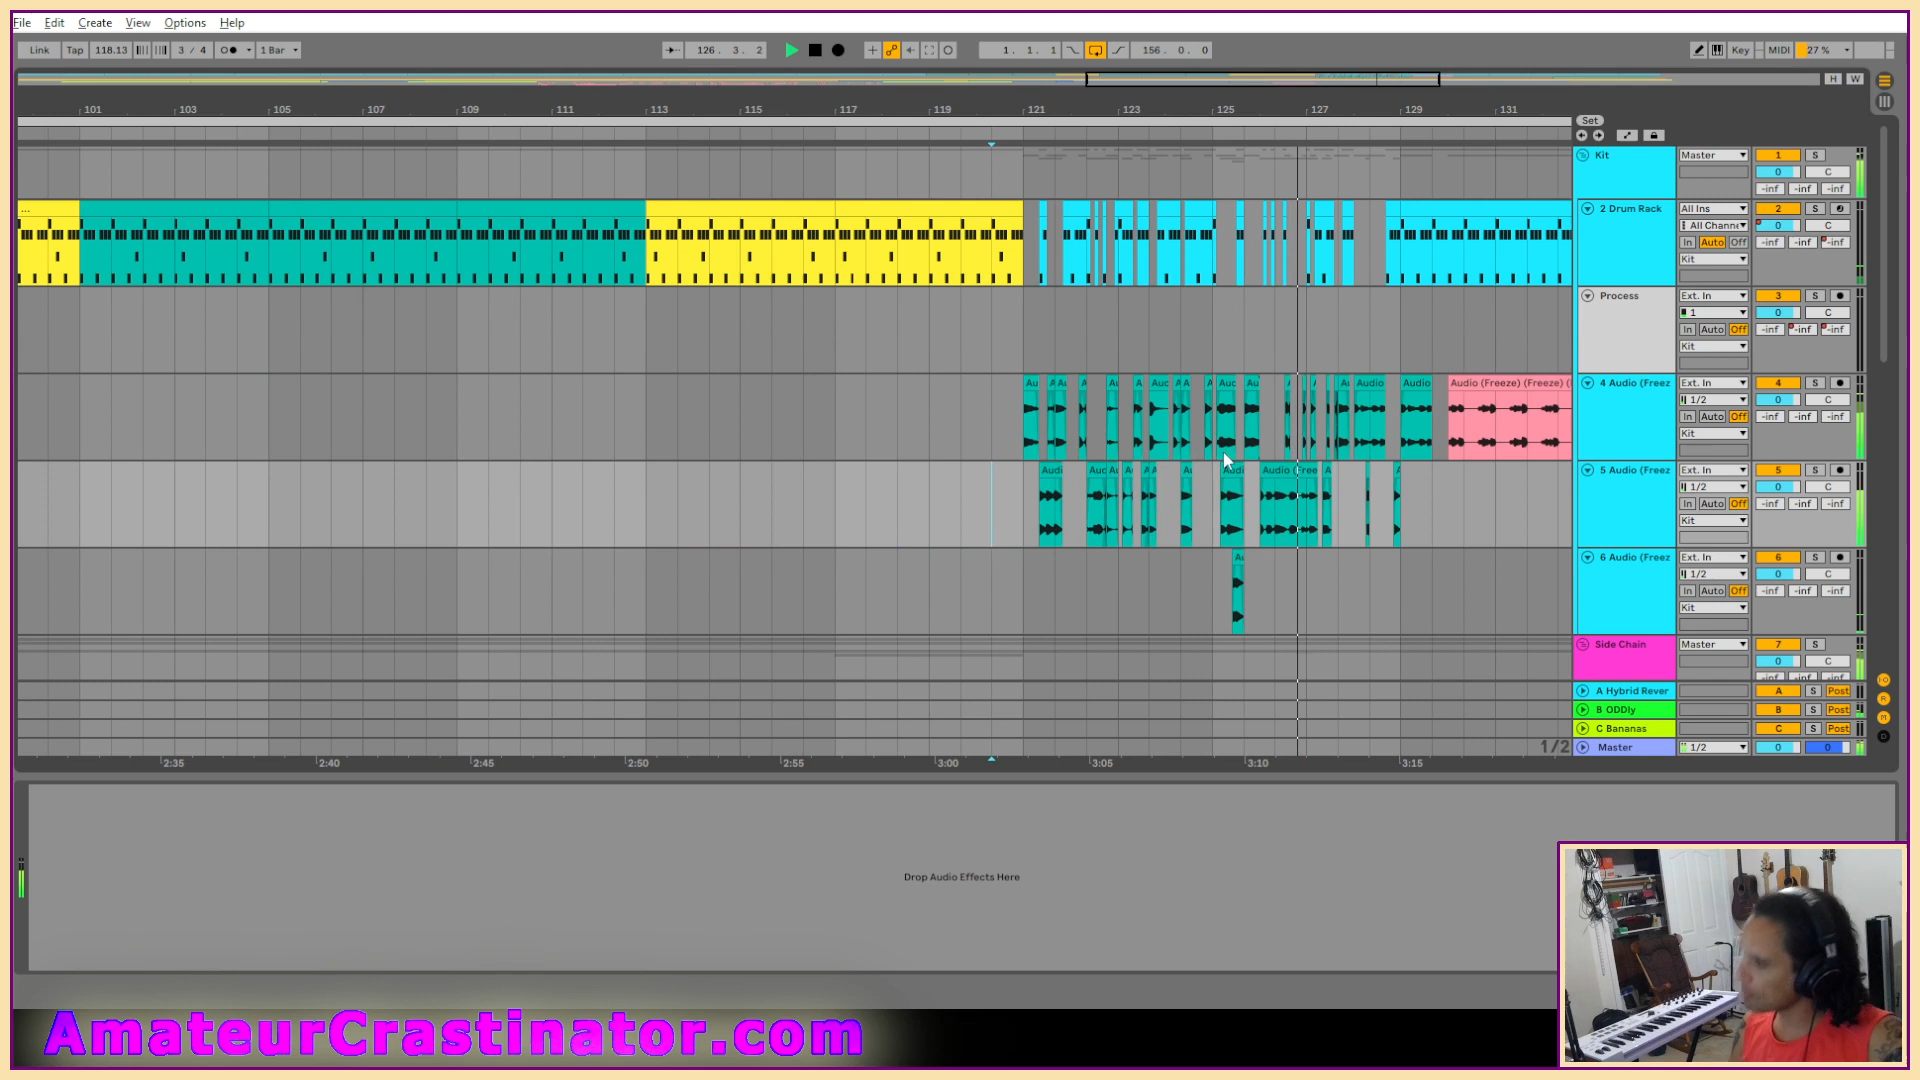 File Edit Create View Options Help
Link Tap 118.13 3 / 4 1 Bar 126 . 3 . 2 1 . 1 . 1 156 . 0 . 0 Key MIDI 27 %
H W
101 103 105 107 109 111 113 115 117 119 121 123 125 127 129 131
Set
Kit Master 1 S
0 C
-inf -inf -inf
... 2 Drum Rack All Ins 2 S
All Channe 0 C
In Auto Off -inf -inf -inf
Kit
Process Ext. In 3 S
1 0 C
In Auto Off -inf -inf -inf
Kit
Audio Audio Audio (Freeze) (Freeze) ( 4 Audio (Freez Ext. In 4 S
1/2 0 C
In Auto Off -inf -inf -inf
Kit
Audi Audi Audio (Free 5 Audio (Freez Ext. In 5 S
1/2 0 C
In Auto Off -inf -inf -inf
Kit
6 Audio (Freez Ext. In 6 S
1/2 0 C
In Auto Off -inf -inf -inf
Kit
Side Chain Master 7 S
0 C
-inf -inf -inf
A Hybrid Rever A S Post
B ODDly B S Post
C Bananas C S Post
1/2 Master 1/2 0 0
2:35 2:40 2:45 2:50 2:55 3:00 3:05 3:10 3:15
Drop Audio Effects Here
AmateurCrastinator.com